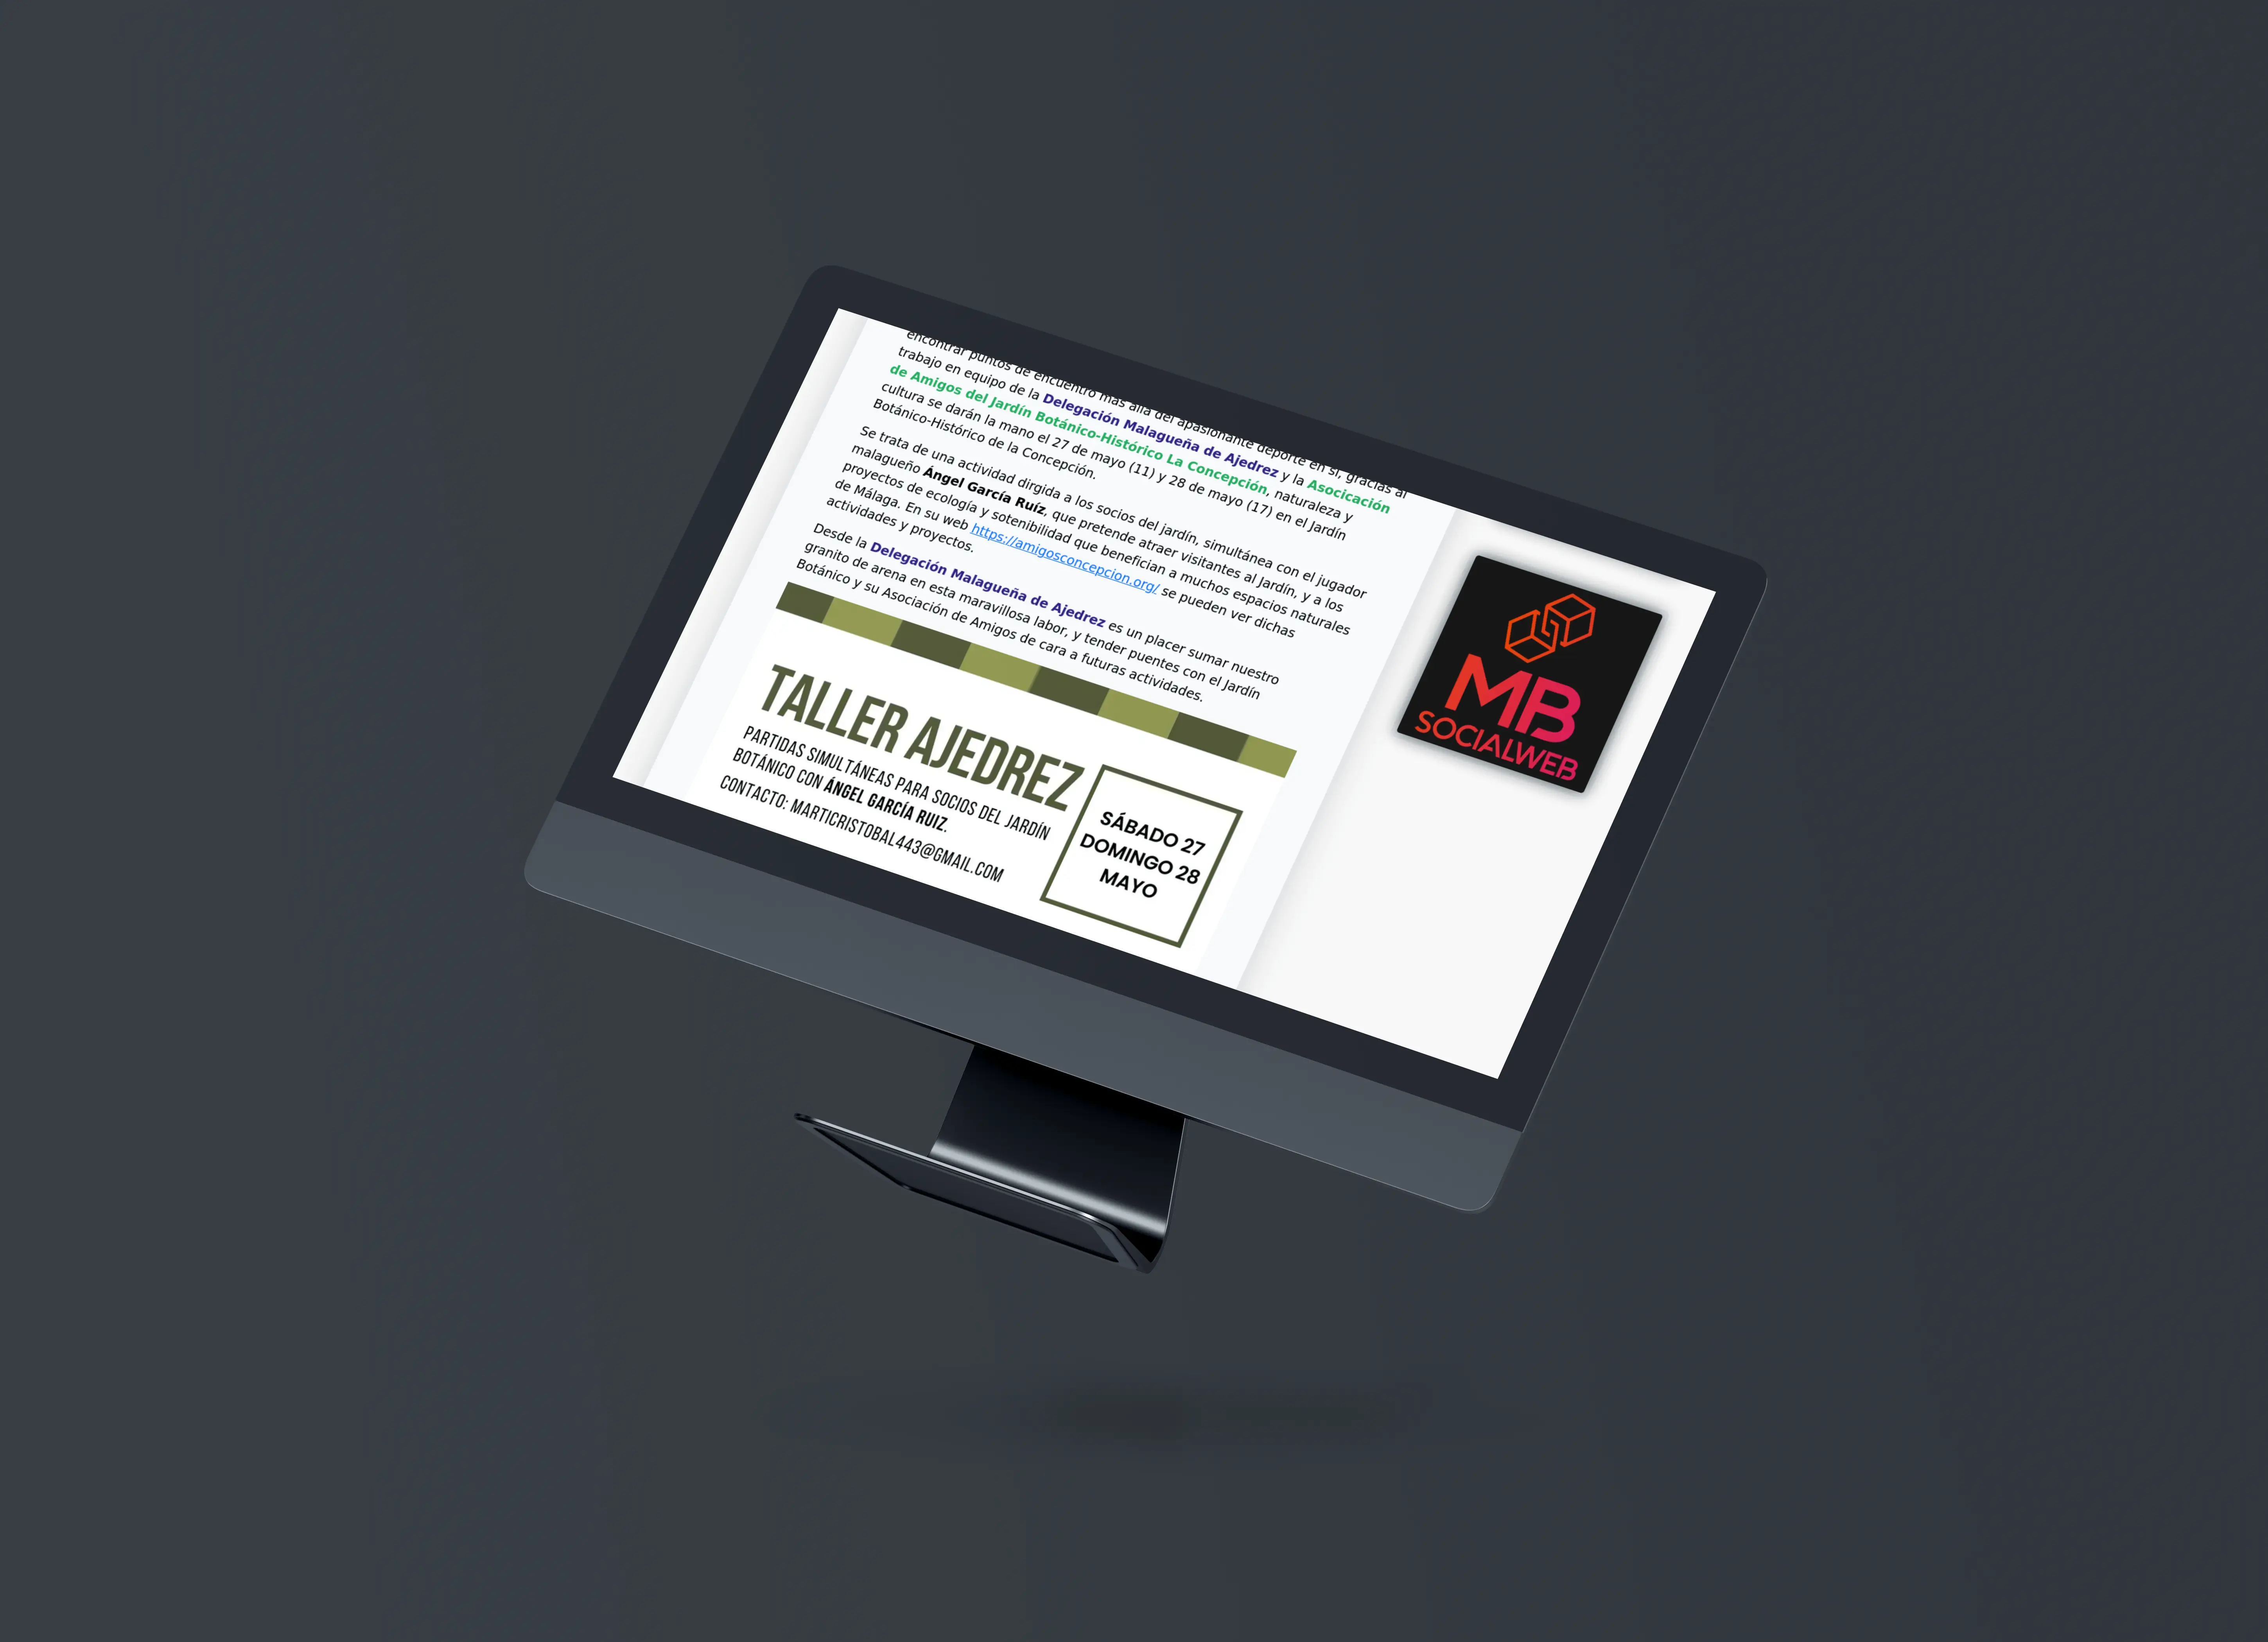 encontrar puntos de encuentro más allá del apasionante deporte en sí, gracias al
trabajo en equipo de la Delegación Malagueña de Ajedrez y la Asocicación
de Amigos del Jardín Botánico-Histórico La Concepción, naturaleza y
cultura se darán la mano el 27 de mayo (11) y 28 de mayo (17) en el Jardín
Botánico-Histórico de la Concepción.
Se trata de una actividad dirgida a los socios del jardín, simultánea con el jugador
malagueño Ángel García Ruíz, que pretende atraer visitantes al Jardín, y a los
proyectos de ecología y sotenibilidad que benefician a muchos espacios naturales
de Málaga. En su web https://amigosconcepcion.org/ se pueden ver dichas
actividades y proyectos.
Desde la Delegación Malagueña de Ajedrez es un placer sumar nuestro
granito de arena en esta maravillosa labor, y tender puentes con el Jardín
Botánico y su Asociación de Amigos de cara a futuras actividades.
TALLER AJEDREZ
PARTIDAS SIMULTÁNEAS PARA SOCIOS DEL JARDÍN
BOTÁNICO CON ÁNGEL GARCÍA RUIZ.
CONTACTO: MARTICRISTOBAL443@GMAIL.COM
SÁBADO 27
DOMINGO 28
MAYO
MB
SOCIALWEB